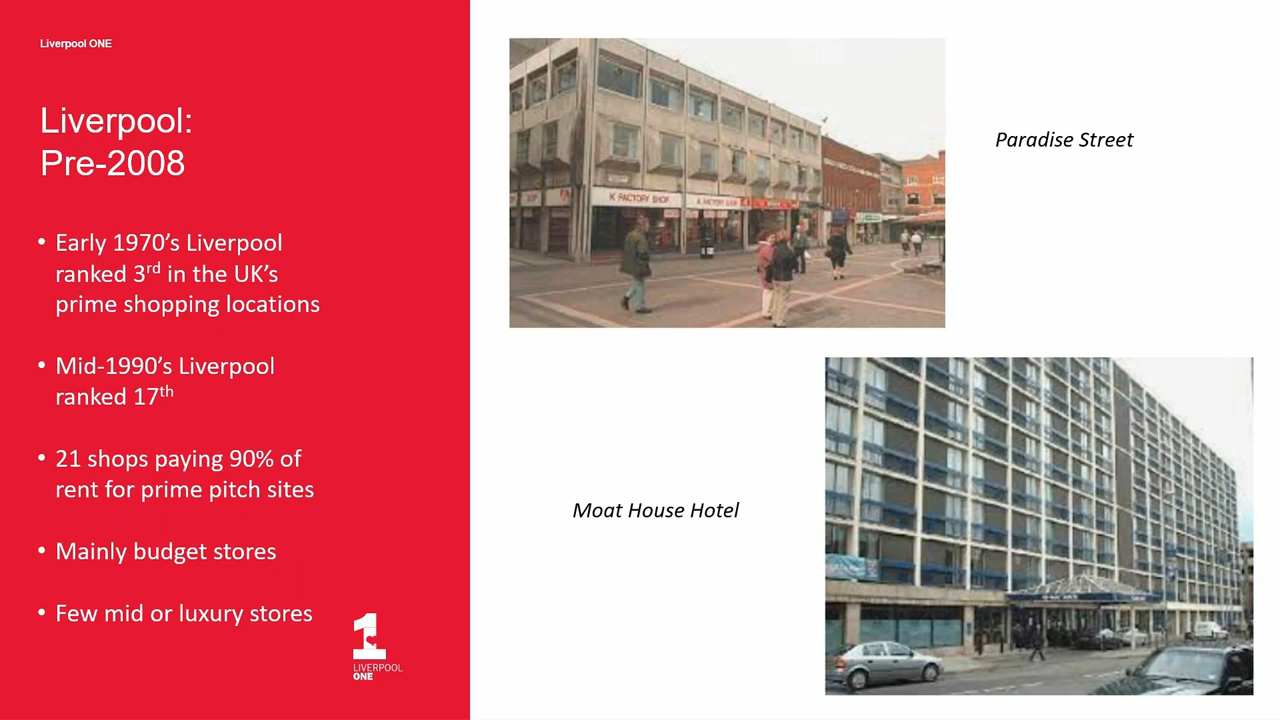 Liverpool ONE
Liverpool:
Pre-2008
• Early 1970’s Liverpool
ranked 3rd in the UK’s
prime shopping locations
• Mid-1990’s Liverpool
ranked 17th
• 21 shops paying 90% of
rent for prime pitch sites
• Mainly budget stores
• Few mid or luxury stores
1
LIVERPOOL
ONE
K FACTORY SHOP
K FACTORY SHOP
Paradise Street
Moat House Hotel